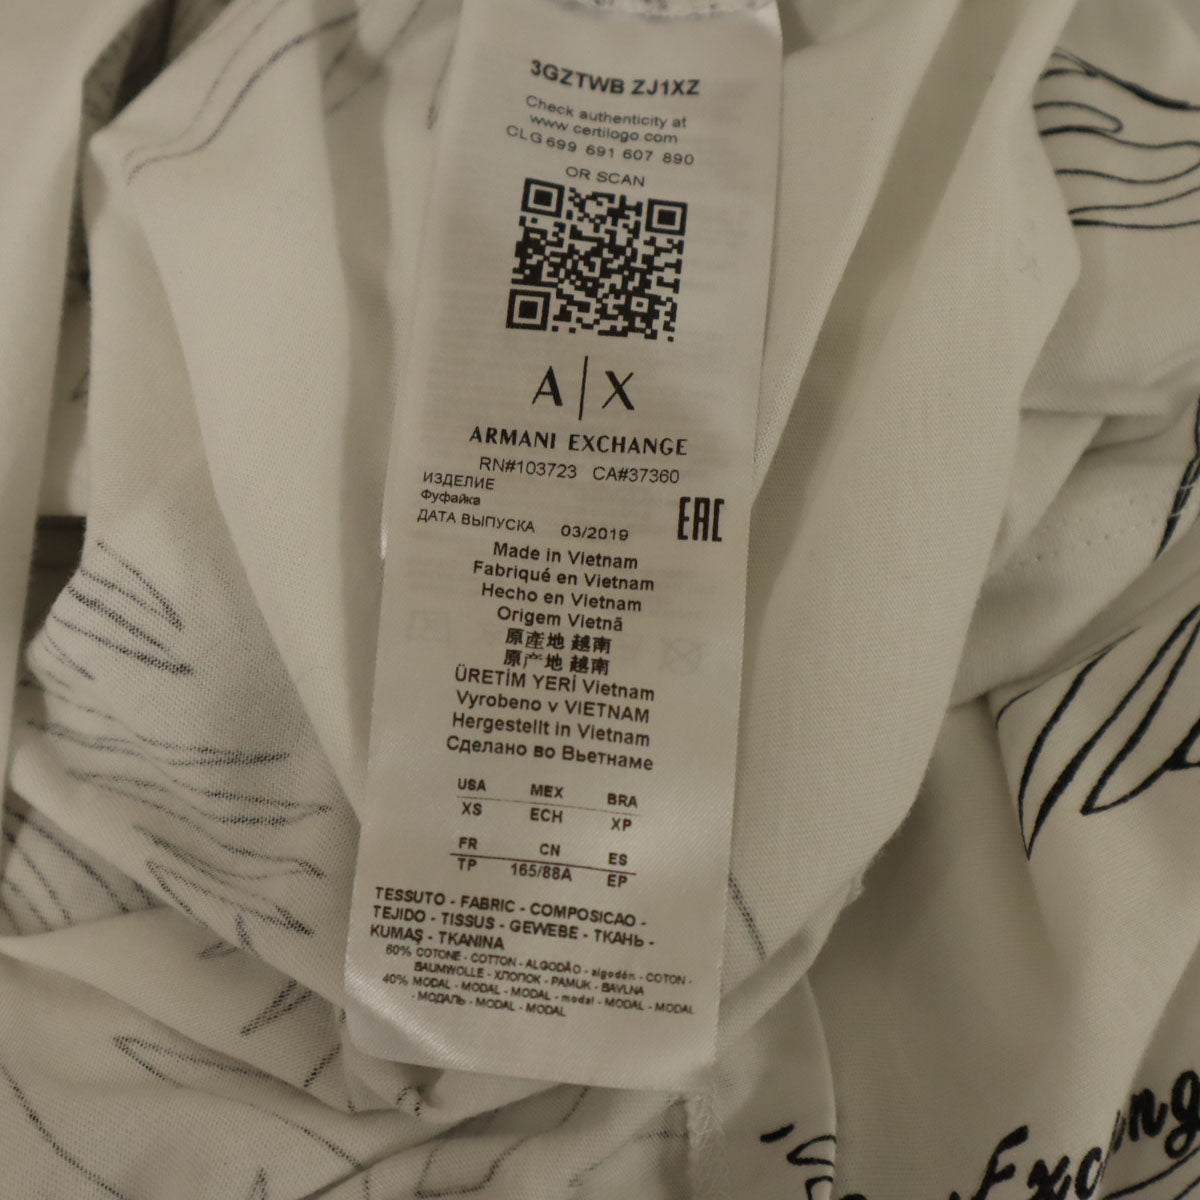 3GZTWB ZJ1XZ
Check authenticity at
www certilogo com
CLG 699 691 607 890
OR SCAN
A|X
ARMANI EXCHANGE
RN#103723 CA#37360
ИЗДЕЛИЕ
Фуфайка
ДАТА ВЫПУСКА 03/2019
EAC
Made in Vietnam
Fabriqué en Vietnam
Hecho en Vietnam
Origem Vietnã
原産地 越南
原产地 越南
ÜRETİM YERİ Vietnam
Vyrobeno v VIETNAM
Hergestellt in Vietnam
Сделано во Вьетнаме
USA MEX BRA
XS ECH XP
FR CN ES
TP 165/88A EP
TESSUTO - FABRIC - COMPOSICAO -
TEJIDO - TISSUS - GEWEBE - ТКАНЬ -
KUMAŞ - TKANINA
60% COTONE - COTTON - ALGODÃO - algodón - COTON -
BAUMWOLLE - ХЛОПОК - PAMUK - BAVLNA
40% MODAL - MODAL - MODAL - modal - MODAL - MODAL
- МОДАЛЬ - MODAL - MODAL